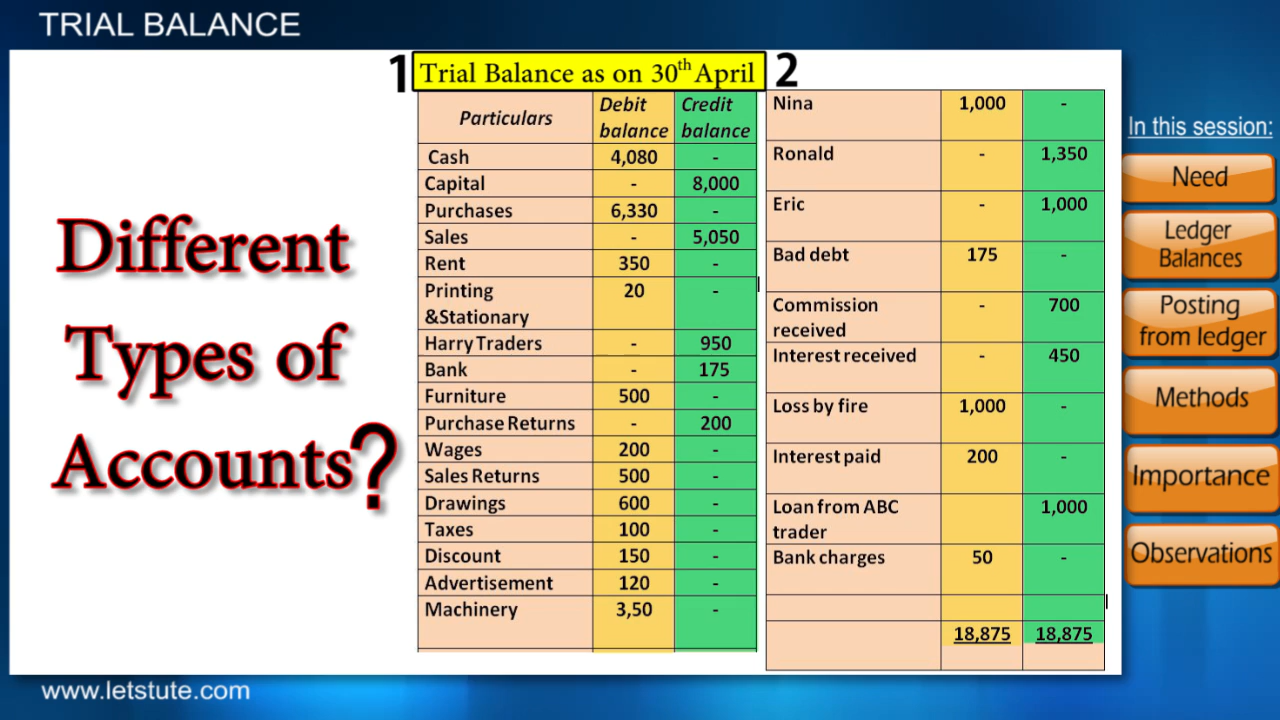 TRIAL BALANCE
Different
Types of
Accounts?
1 Trial Balance as on 30th April 2
Particulars Debit balance Credit balance
Cash 4,080 -
Capital - 8,000
Purchases 6,330 -
Sales - 5,050
Rent 350 -
Printing 20 -
&Stationary
Harry Traders - 950
Bank - 175
Furniture 500 -
Purchase Returns - 200
Wages 200 -
Sales Returns 500 -
Drawings 600 -
Taxes 100 -
Discount 150 -
Advertisement 120 -
Machinery 3,50 -
Nina 1,000 -
Ronald - 1,350
Eric - 1,000
Bad debt 175 -
Commission - 700
received
Interest received - 450
Loss by fire 1,000 -
Interest paid 200 -
Loan from ABC 1,000
trader
Bank charges 50 -
18,875 18,875
In this session:
Need
Ledger
Balances
Posting
from ledger
Methods
Importance
Observations
www.letstute.com